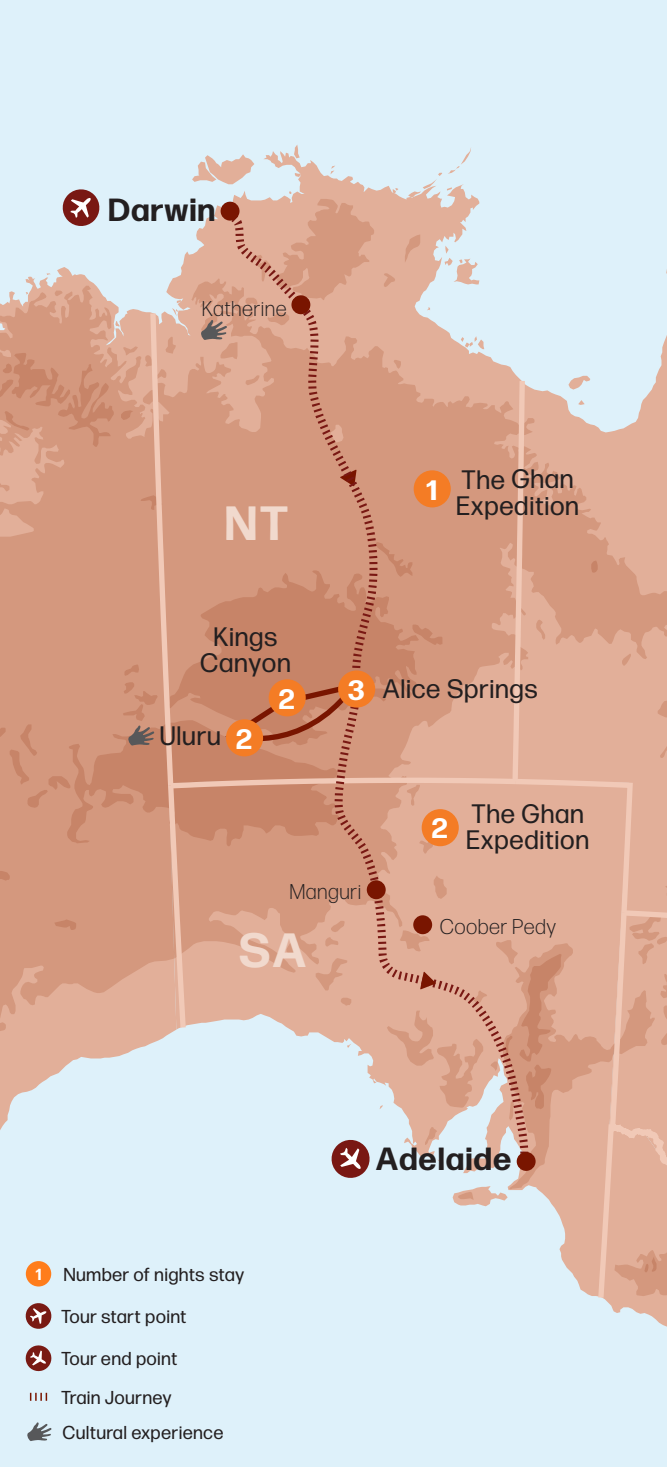 Darwin
Katherine
1
The Ghan
Expedition
NT
Kings
Canyon
2
3
Alice Springs
Uluru
2
2
The Ghan
Expedition
Manguri
Coober Pedy
SA
Adelaide
1 Number of nights stay
Tour start point
Tour end point
Train Journey
Cultural experience